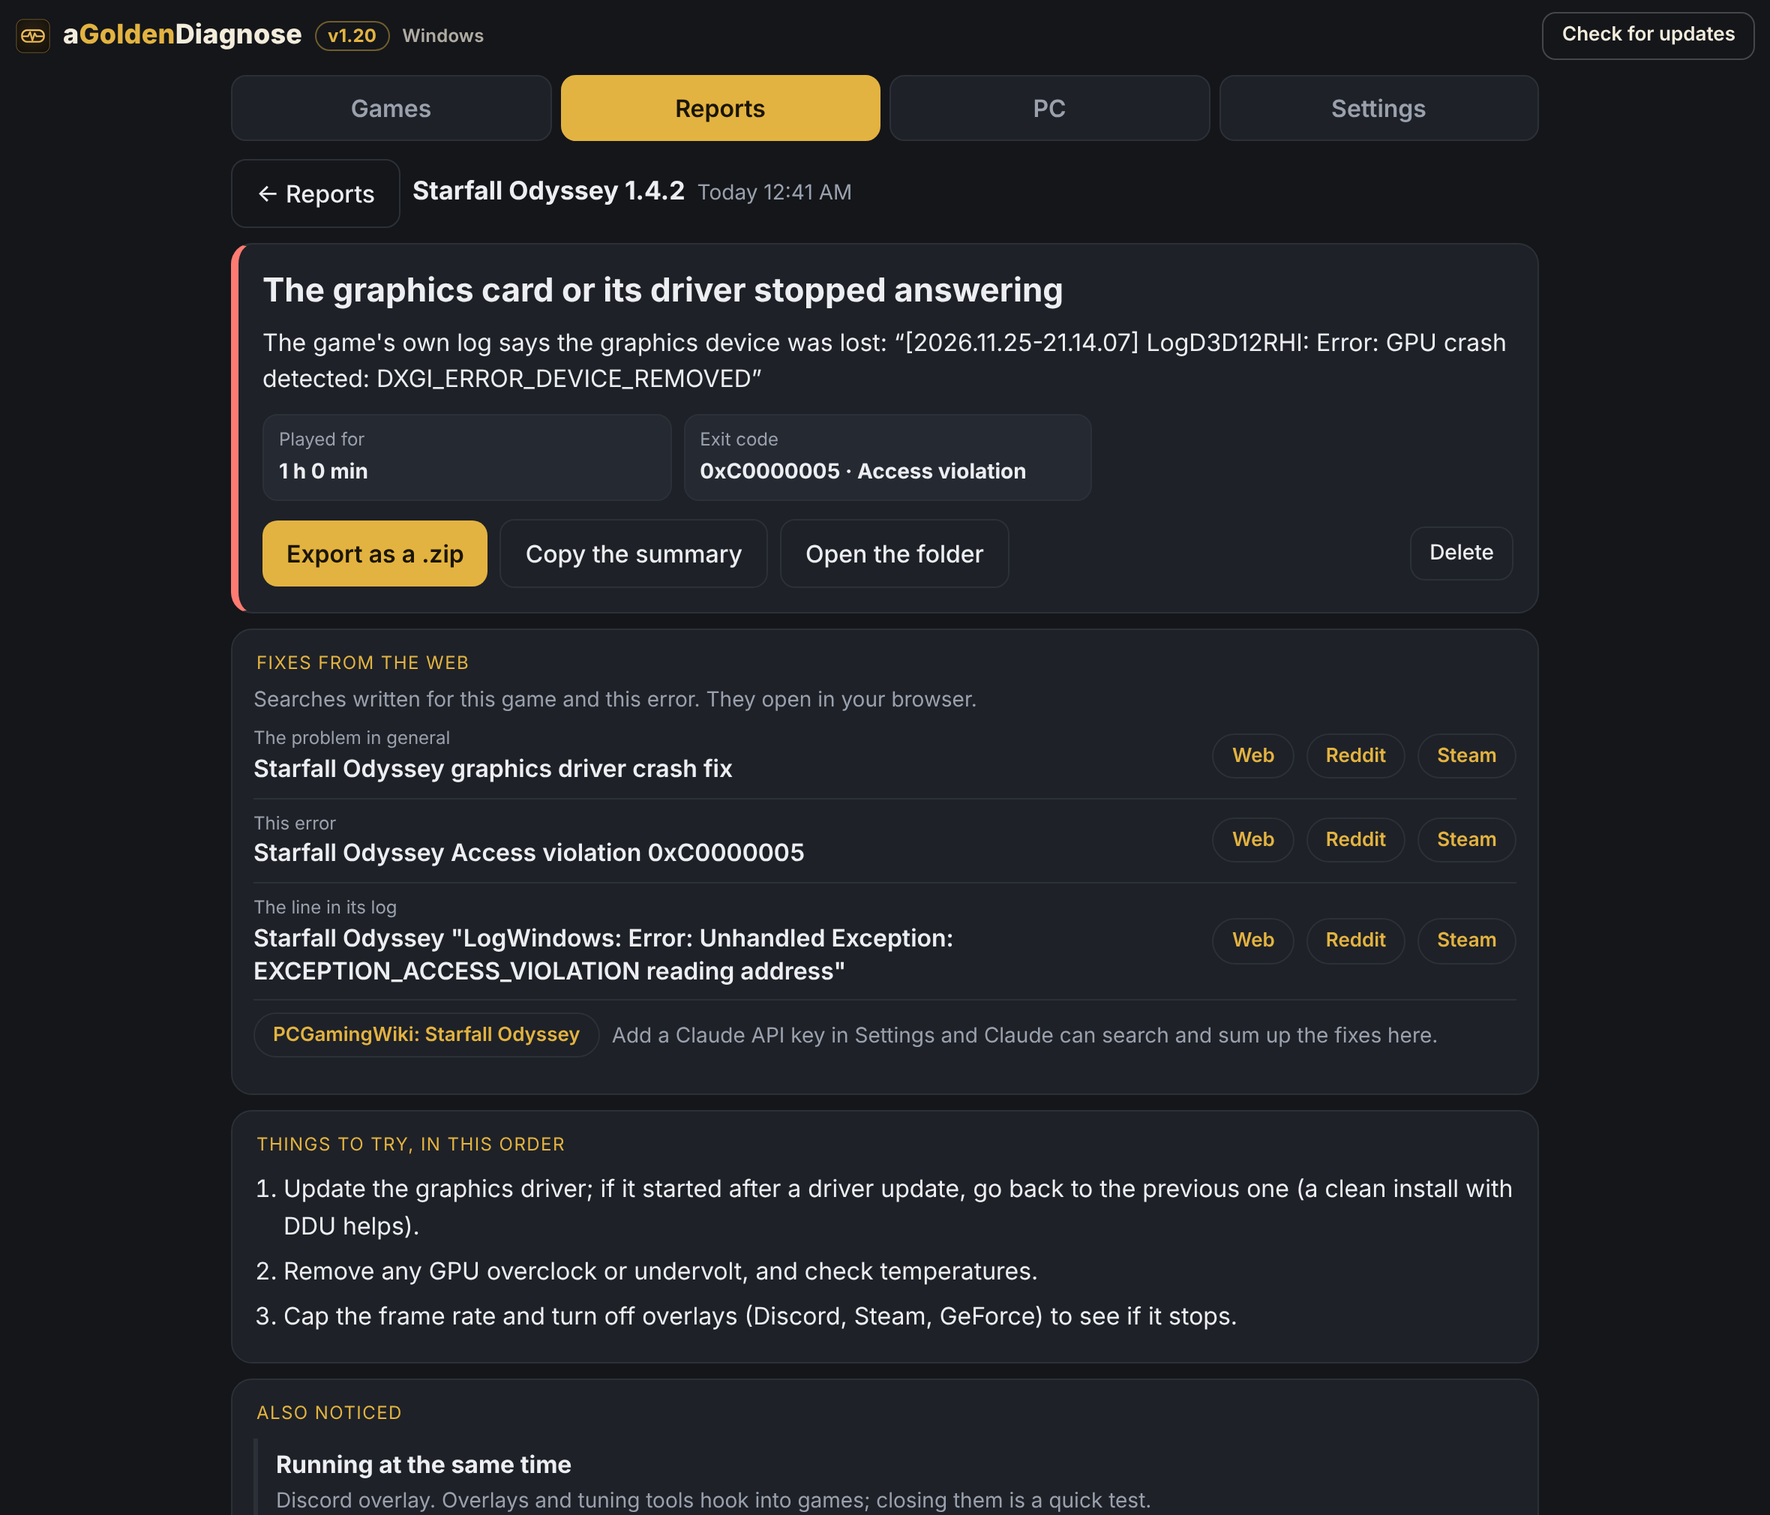 aGoldenDiagnose v1.20 Windows
Check for updates
Games Reports PC Settings
← Reports Starfall Odyssey 1.4.2 Today 12:41 AM
The graphics card or its driver stopped answering
The game's own log says the graphics device was lost: “[2026.11.25-21.14.07] LogD3D12RHI: Error: GPU crash
detected: DXGI_ERROR_DEVICE_REMOVED”
Played for
1 h 0 min
Exit code
0xC0000005 · Access violation
Export as a .zip Copy the summary Open the folder Delete
FIXES FROM THE WEB
Searches written for this game and this error. They open in your browser.
The problem in general
Starfall Odyssey graphics driver crash fix
Web Reddit Steam
This error
Starfall Odyssey Access violation 0xC0000005
Web Reddit Steam
The line in its log
Starfall Odyssey "LogWindows: Error: Unhandled Exception:
EXCEPTION_ACCESS_VIOLATION reading address"
Web Reddit Steam
PCGamingWiki: Starfall Odyssey Add a Claude API key in Settings and Claude can search and sum up the fixes here.
THINGS TO TRY, IN THIS ORDER
1. Update the graphics driver; if it started after a driver update, go back to the previous one (a clean install with
DDU helps).
2. Remove any GPU overclock or undervolt, and check temperatures.
3. Cap the frame rate and turn off overlays (Discord, Steam, GeForce) to see if it stops.
ALSO NOTICED
Running at the same time
Discord overlay. Overlays and tuning tools hook into games; closing them is a quick test.